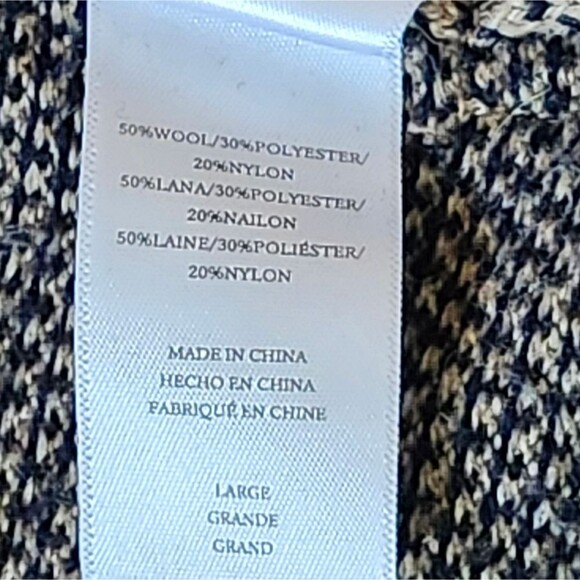 50%WOOL/30%POLYESTER/
20%NYLON
50%LANA/30%POLYESTER/
20%NAILON
50%LAINE/30%POLIÉSTER/
20%NYLON
MADE IN CHINA
HECHO EN CHINA
FABRIQUÉ EN CHINE
LARGE
GRANDE
GRAND